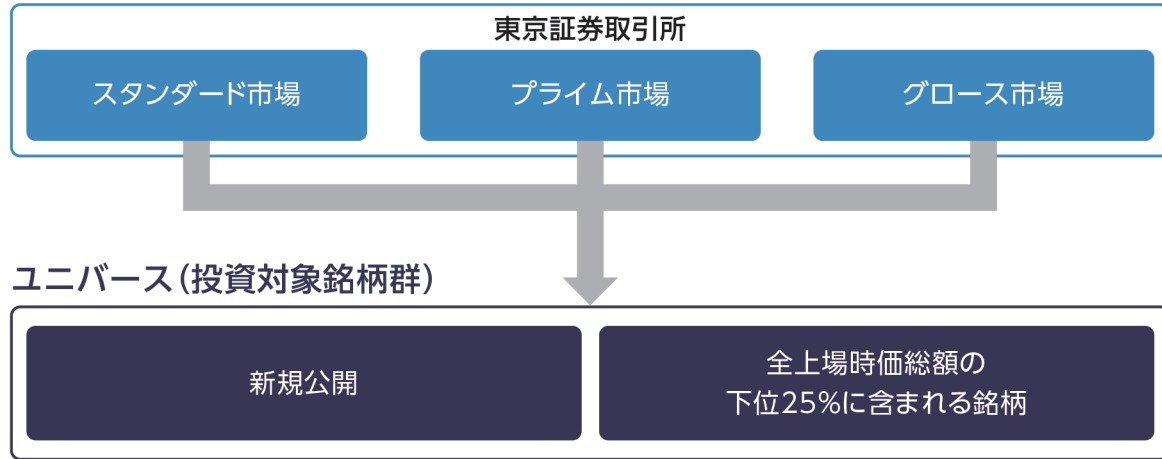 東京証券取引所
スタンダード市場
プライム市場
グロース市場
ユニバース(投資対象銘柄群)
新規公開
全上場時価総額の
下位25%に含まれる銘柄